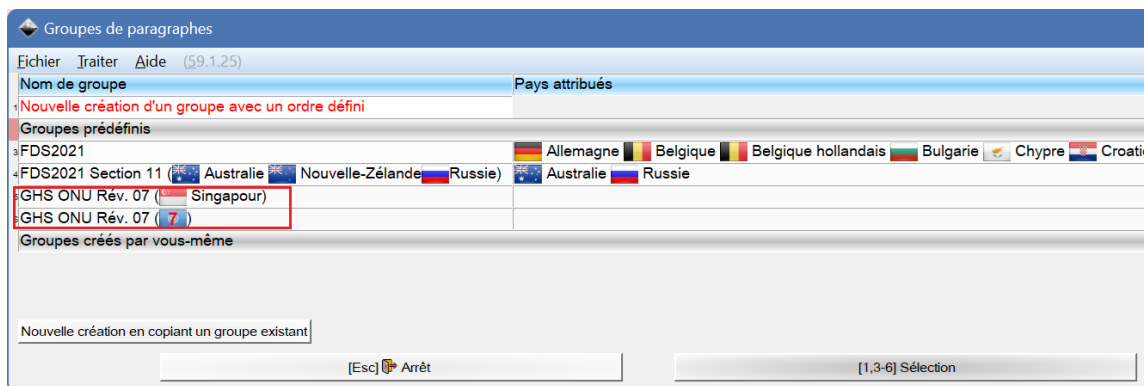 Groupes de paragraphes
Fichier Traiter Aide (59.1.25)
Nom de groupe Pays attribués
1 Nouvelle création d'un groupe avec un ordre défini
Groupes prédéfinis
3 FDS2021 Allemagne Belgique Belgique hollandais Bulgarie Chypre Croati
4 FDS2021 Section 11 ( Australie Nouvelle-Zélande Russie) Australie Russie
GHS ONU Rév. 07 ( Singapour)
GHS ONU Rév. 07 ( 7 )
Groupes créés par vous-même
Nouvelle création en copiant un groupe existant
[Esc] Arrêt [1,3-6] Sélection